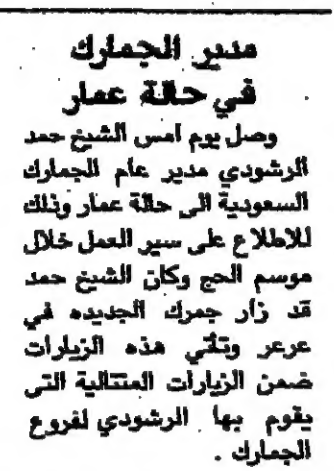 مدير الجمارك
في حالة عمار
وصل يوم امس الشيخ حمد
الرشودي مدير عام الجمارك
السعودية الى حالة عمار وذلك
للاطلاع على سير العمل خلال
موسم الحج وكان الشيخ حمد
قد زار جمرك الجديده في
عرعر وتأتي هذه الزيارات
ضمن الزيارات المتتالية التى
يقوم بها الرشودي لفروع
الجمارك .